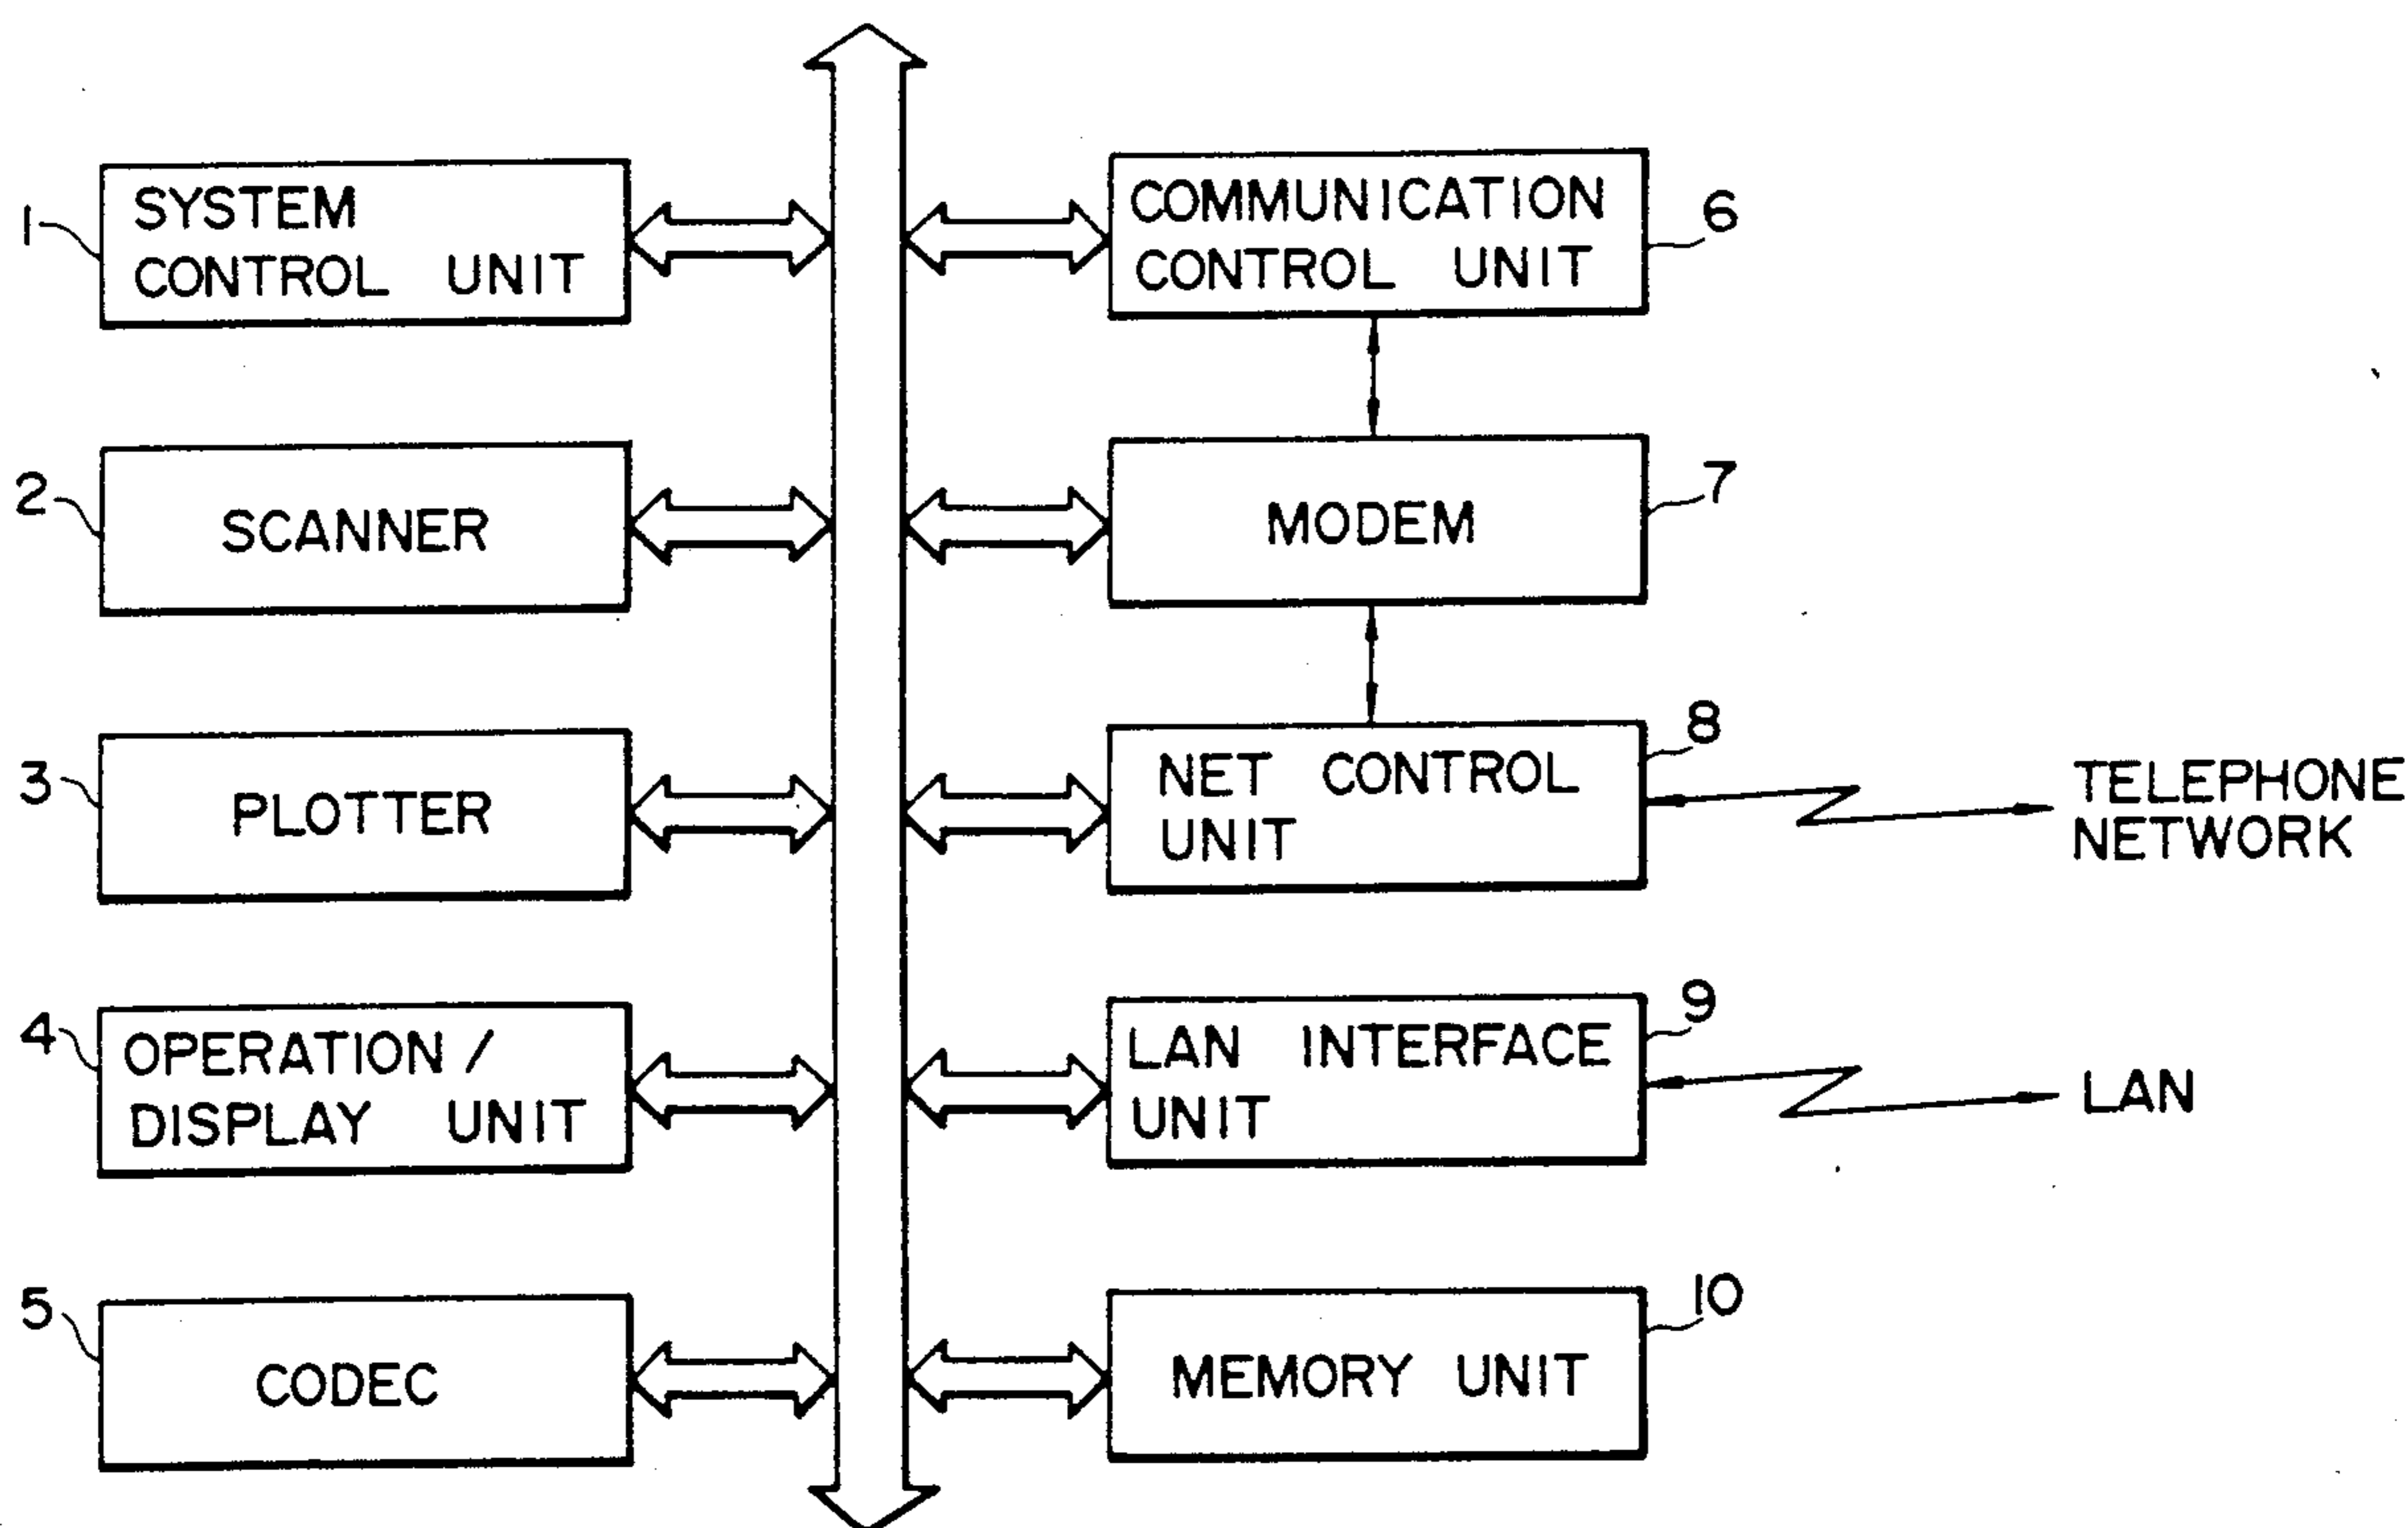 1
SYSTEM
CONTROL UNIT
2
SCANNER
3
PLOTTER
4
OPERATION /
DISPLAY UNIT
5
CODEC
COMMUNICATION
CONTROL UNIT
6
MODEM
7
NET CONTROL
UNIT
8
TELEPHONE
NETWORK
LAN INTERFACE
UNIT
9
LAN
MEMORY UNIT
10